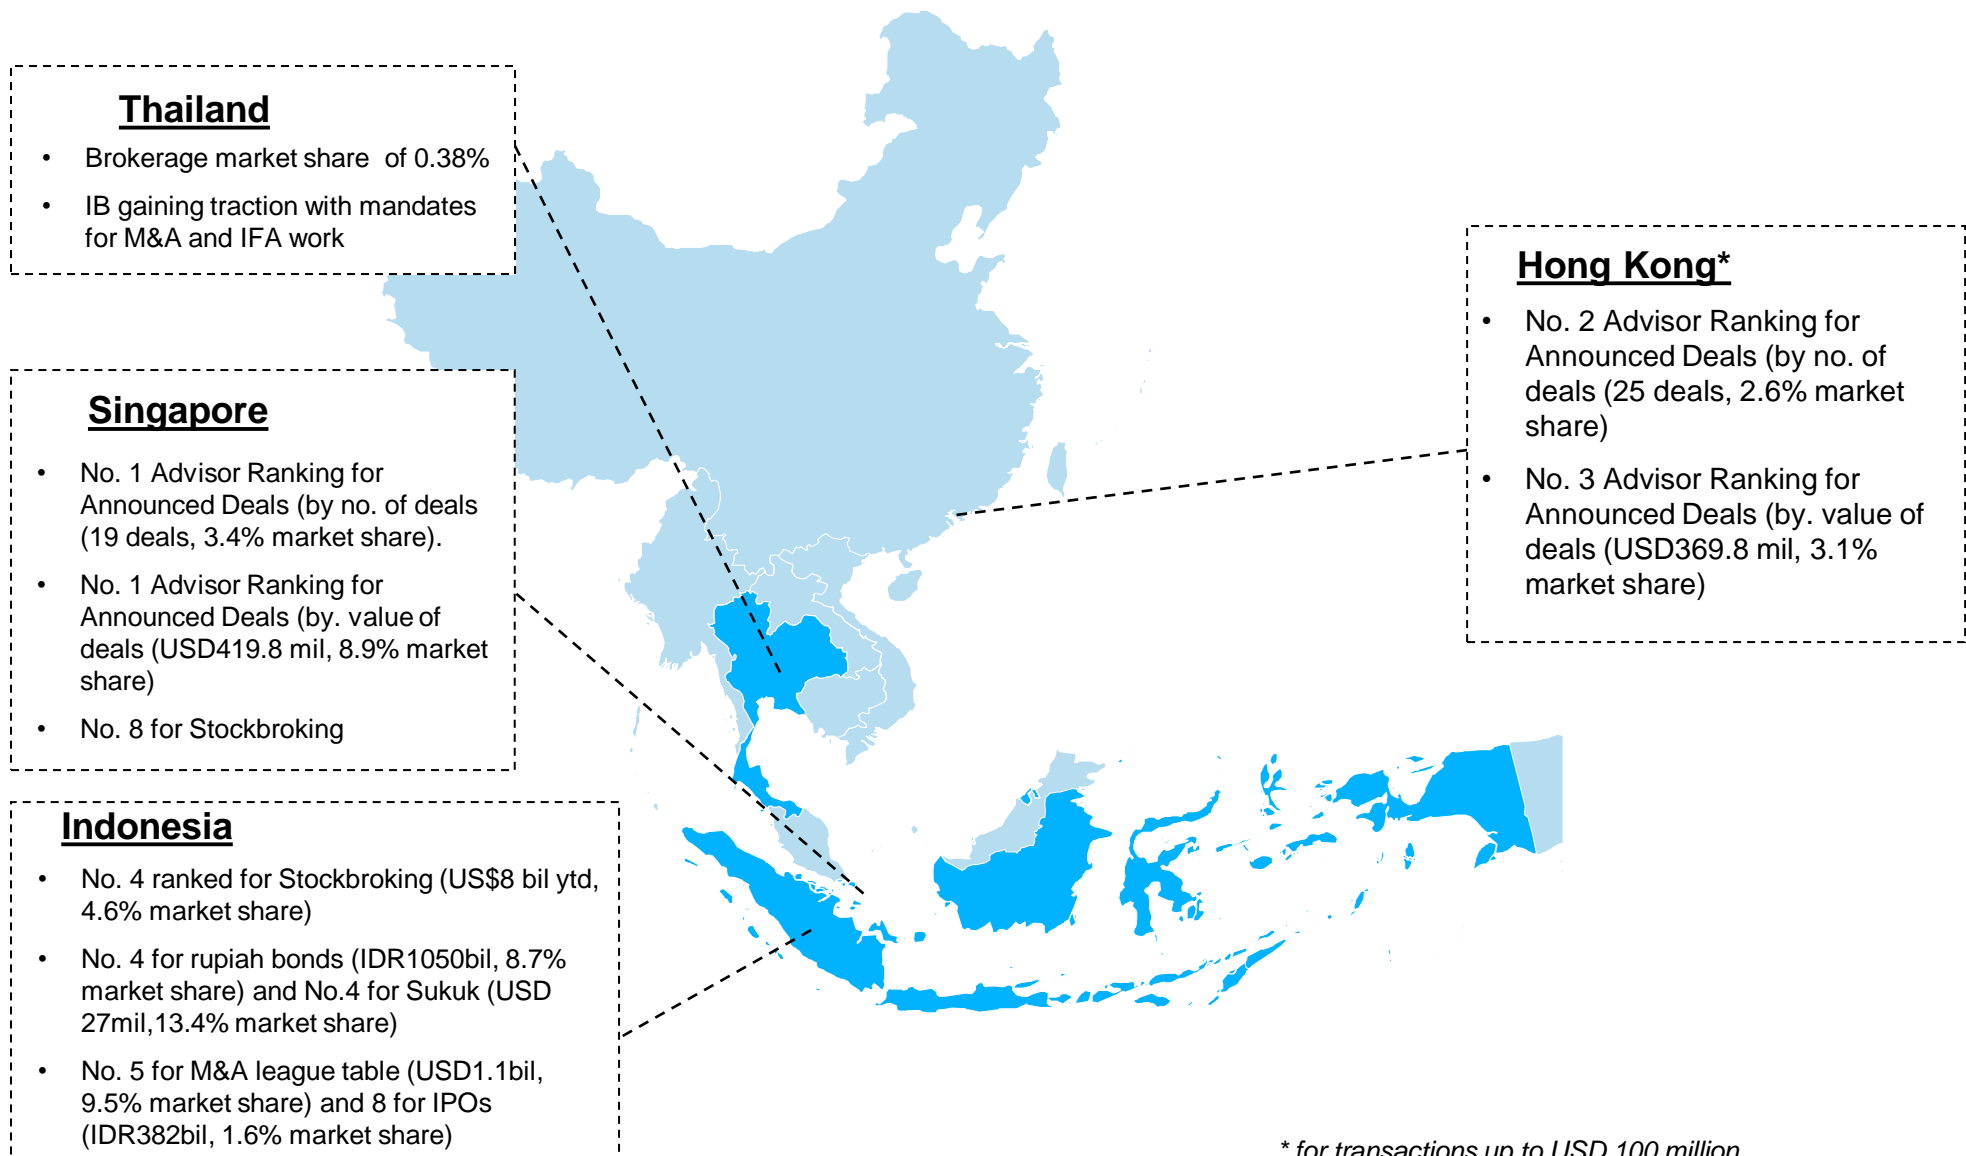 Thailand
• Brokerage market share of 0.38%
• IB gaining traction with mandates
for M&A and IFA work
Singapore
• No. 1 Advisor Ranking for
Announced Deals (by no. of deals
(19 deals, 3.4% market share).
• No. 1 Advisor Ranking for
Announced Deals (by. value of
deals (USD419.8 mil, 8.9% market
share)
• No. 8 for Stockbroking
Indonesia
• No. 4 ranked for Stockbroking (US$8 bil ytd,
4.6% market share)
• No. 4 for rupiah bonds (IDR1050bil, 8.7%
market share) and No.4 for Sukuk (USD
27mil,13.4% market share)
• No. 5 for M&A league table (USD1.1bil,
9.5% market share) and 8 for IPOs
(IDR382bil, 1.6% market share)
Hong Kong*
• No. 2 Advisor Ranking for
Announced Deals (by no. of
deals (25 deals, 2.6% market
share)
• No. 3 Advisor Ranking for
Announced Deals (by. value of
deals (USD369.8 mil, 3.1%
market share)
* for transactions up to USD 100 million